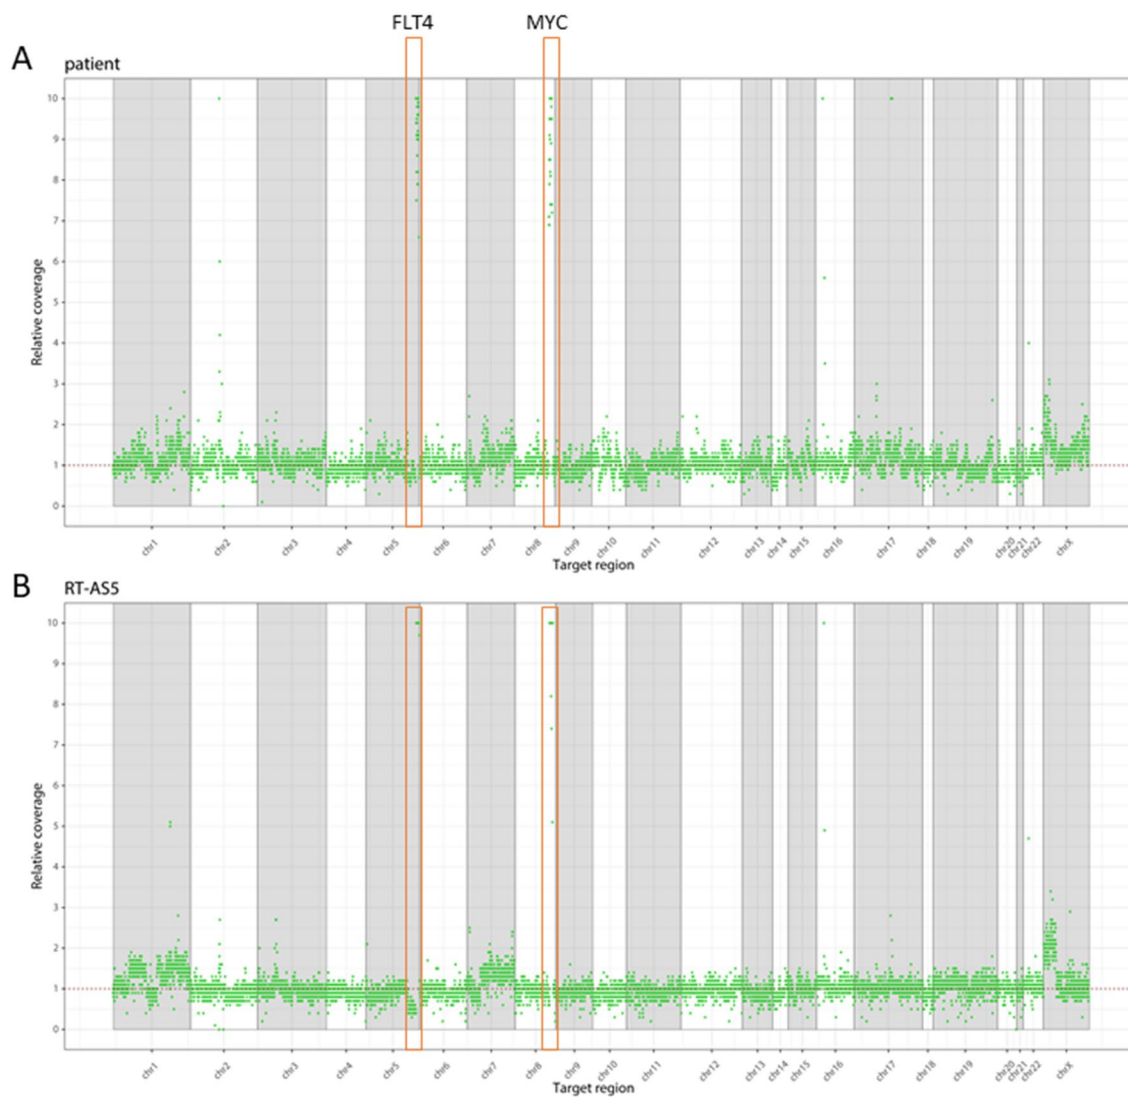 FLT4 MYC
A
patient
10
9
8
7
6
5
4
3
2
1
0
Relative coverage
chr1 chr2 chr3 chr4 chr5 chr6 chr7 chr8 chr9 chr10 chr11 chr12 chr13 chr14 chr15 chr16 chr17 chr18 chr19 chr20 chr21 chr22 chrX
Target region
B
RT-AS5
10
9
8
7
6
5
4
3
2
1
0
Relative coverage
chr1 chr2 chr3 chr4 chr5 chr6 chr7 chr8 chr9 chr10 chr11 chr12 chr13 chr14 chr15 chr16 chr17 chr18 chr19 chr20 chr21 chr22 chrX
Target region